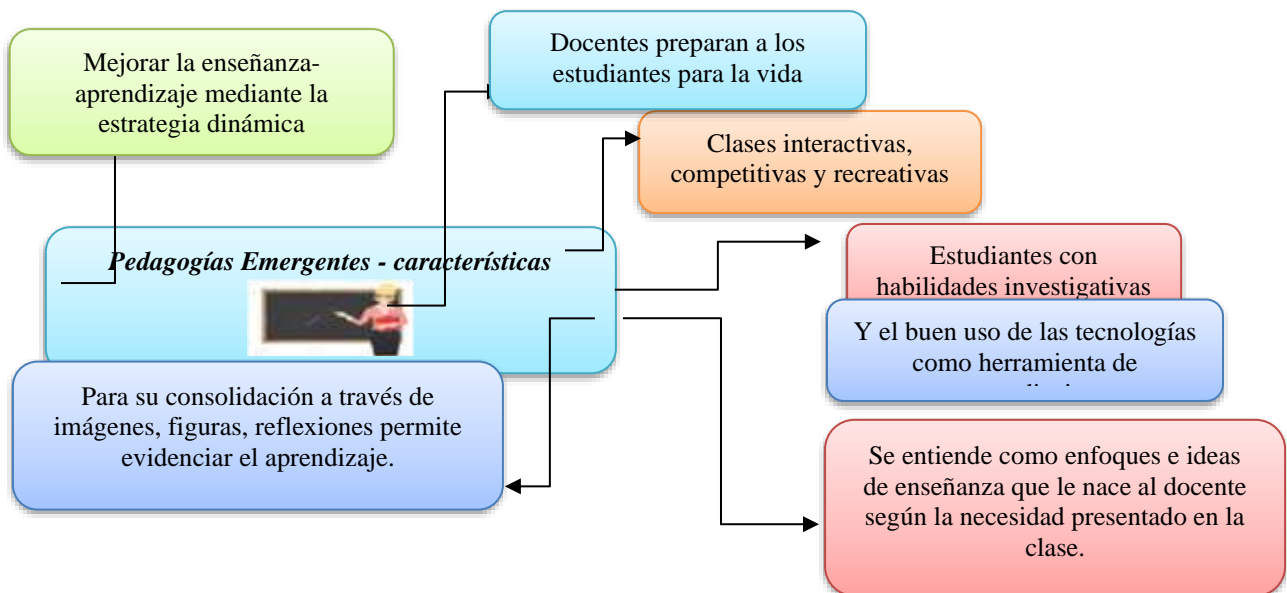 Mejorar la enseñanza-
aprendizaje mediante la
estrategia dinámica
Docentes preparan a los
estudiantes para la vida
Clases interactivas,
competitivas y recreativas
Pedagogías Emergentes - características
Estudiantes con
habilidades investigativas
Y el buen uso de las tecnologías
como herramienta de
Para su consolidación a través de
imágenes, figuras, reflexiones permite
evidenciar el aprendizaje.
Se entiende como enfoques e ideas
de enseñanza que le nace al docente
según la necesidad presentado en la
clase.